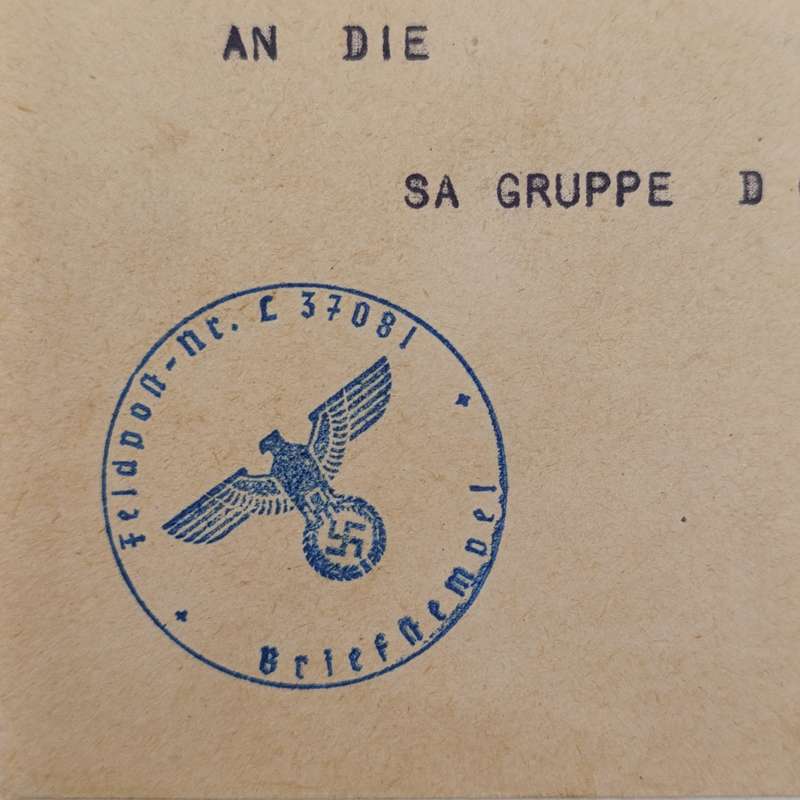 AN DIE
SA GRUPPE D
Feldpost-Nr. L 37081
Briefstempel